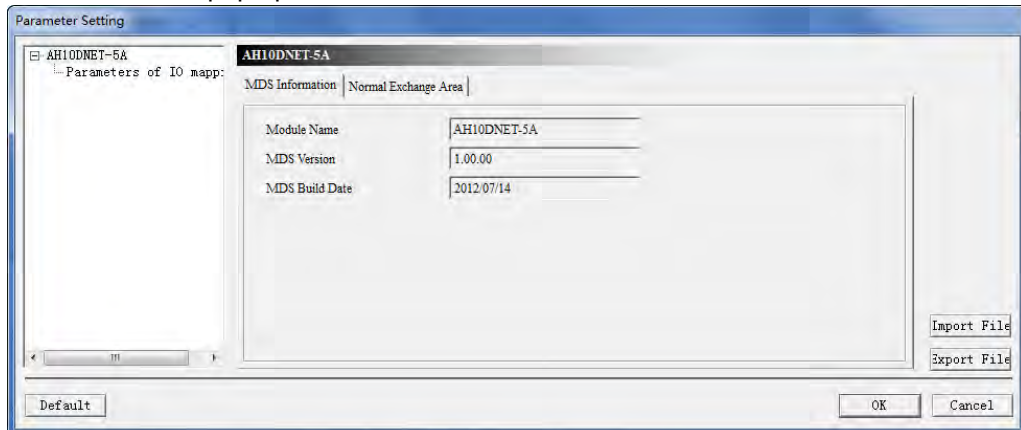 Parameter Setting
AH10DNET-5A
Parameters of IO mapp:
AH10DNET-5A
MDS Information
Normal Exchange Area
Module Name
AH10DNET-5A
MDS Version
1.00.00
MDS Build Date
2012/07/14
Import File
Export File
Default
OK
Cancel